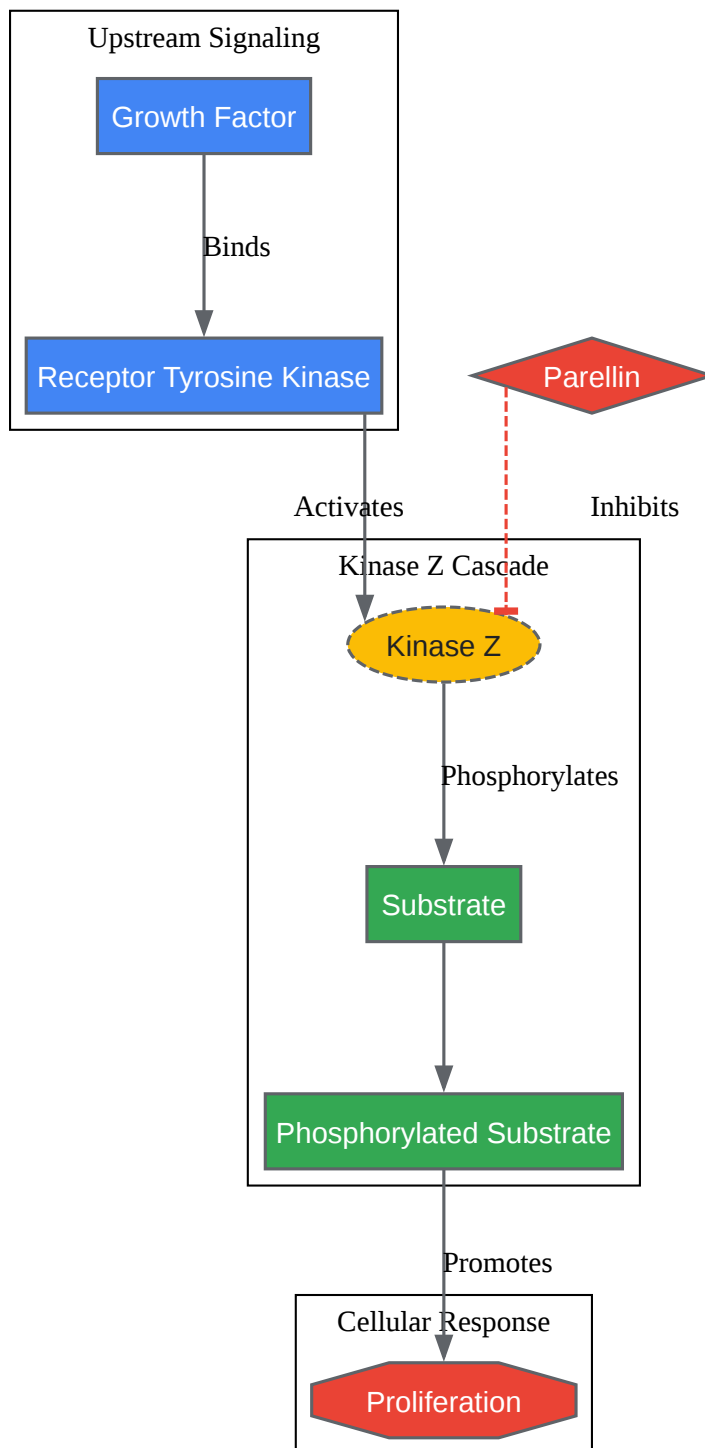 Upstream Signaling
Growth Factor
Binds
Receptor Tyrosine Kinase
Parellin
Activates
Inhibits
Kinase Z Cascade
Kinase Z
Phosphorylates
Substrate
Phosphorylated Substrate
Promotes
Cellular Response
Proliferation